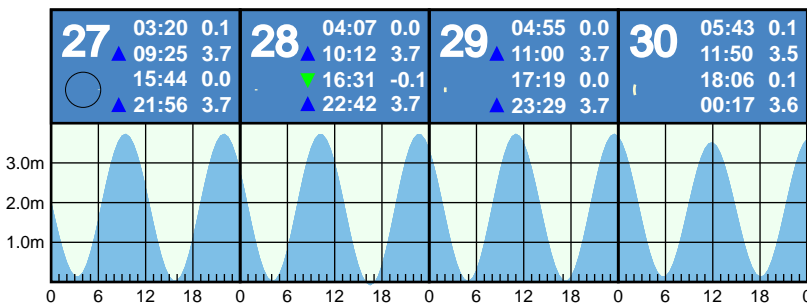 27
03:20 0.1
▲ 09:25 3.7
15:44 0.0
▲ 21:56 3.7
28
04:07 0.0
▲ 10:12 3.7
▼ 16:31 -0.1
▲ 22:42 3.7
29
04:55 0.0
▲ 11:00 3.7
17:19 0.0
▲ 23:29 3.7
30
05:43 0.1
11:50 3.5
18:06 0.1
00:17 3.6
3.0m
2.0m
1.0m
0 6 12 18 0 6 12 18 0 6 12 18 0 6 12 18 0